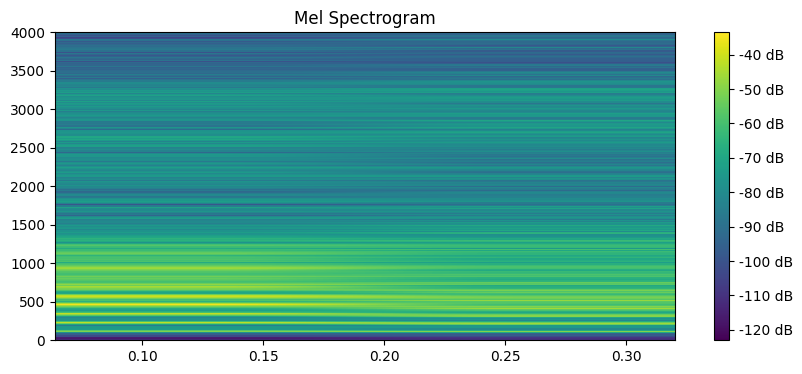 Mel Spectrogram
4000
3500
3000
2500
2000
1500
1000
500
0
0.10 0.15 0.20 0.25 0.30
-40 dB
-50 dB
-60 dB
-70 dB
-80 dB
-90 dB
-100 dB
-110 dB
-120 dB